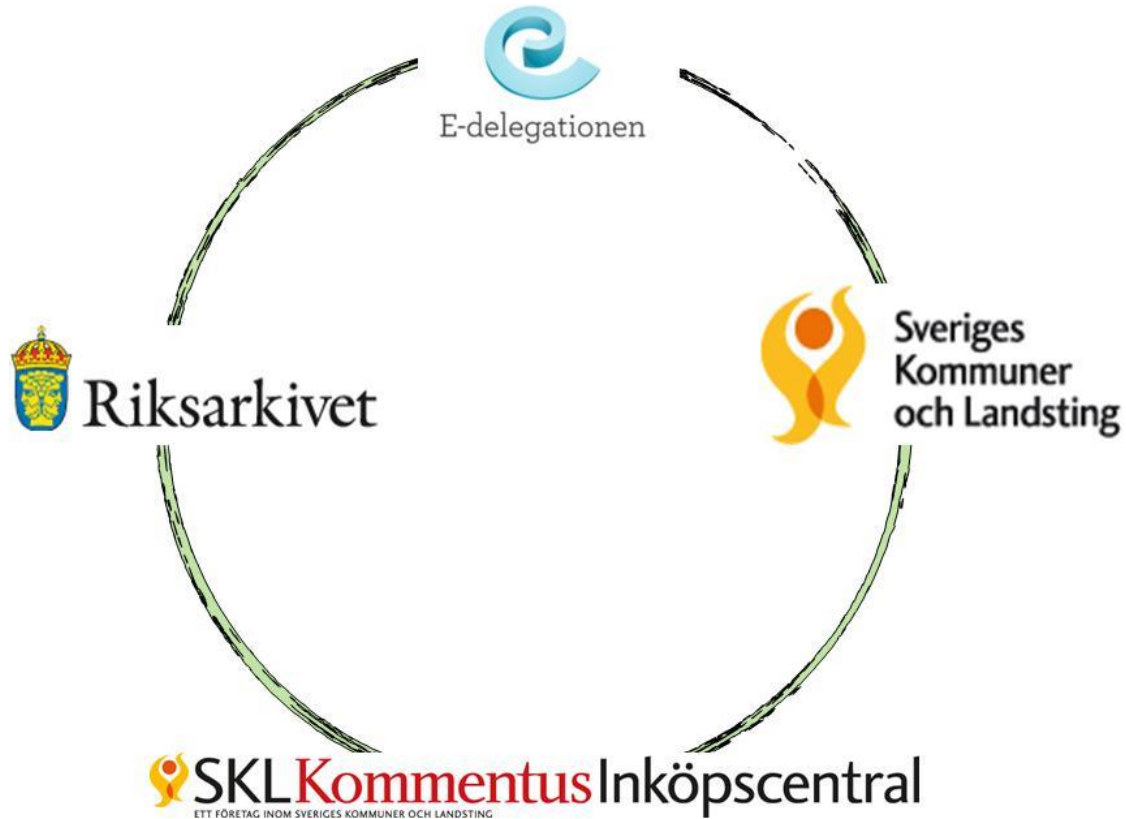 E-delegationen
Riksarkivet
Sveriges
Kommuner
och Landsting
SKLKommentusInköpscentral
ETT FÖRETAG INOM SVERIGES KOMMUNER OCH LANDSTING